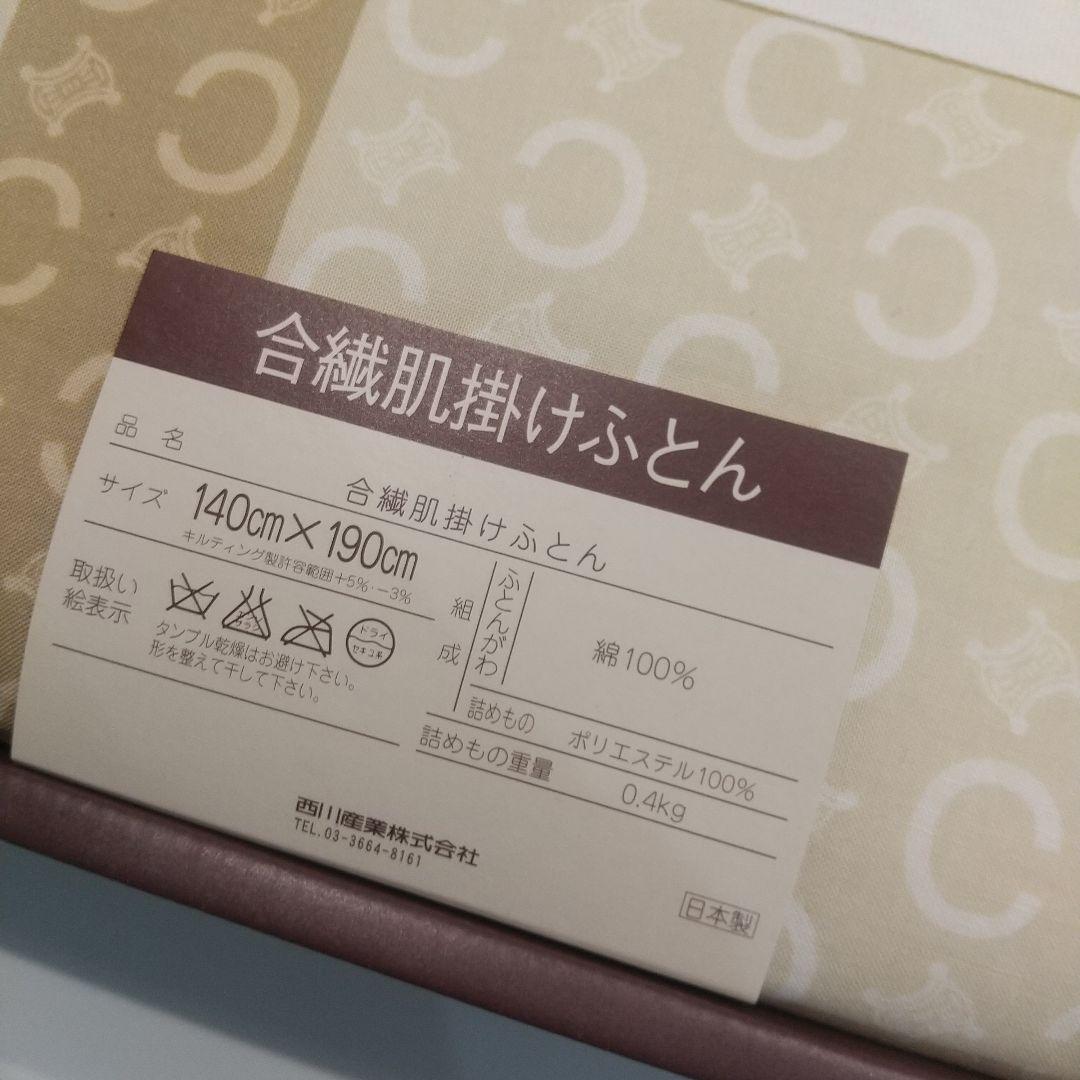 合繊肌掛けふとん
品名 合繊肌掛けふとん
サイズ 140cm×190cm
キルティング製許容範囲+5%・−3%
取扱い
絵表示
エンソ
サラシ
ドライ
セキユ系
タンブル乾燥はお避け下さい。
形を整えて干して下さい。
組成
ふとんがわ 綿100%
詰めもの ポリエステル100%
詰めもの重量 0.4kg
西川産業株式会社
TEL.03-3664-8161
日本製